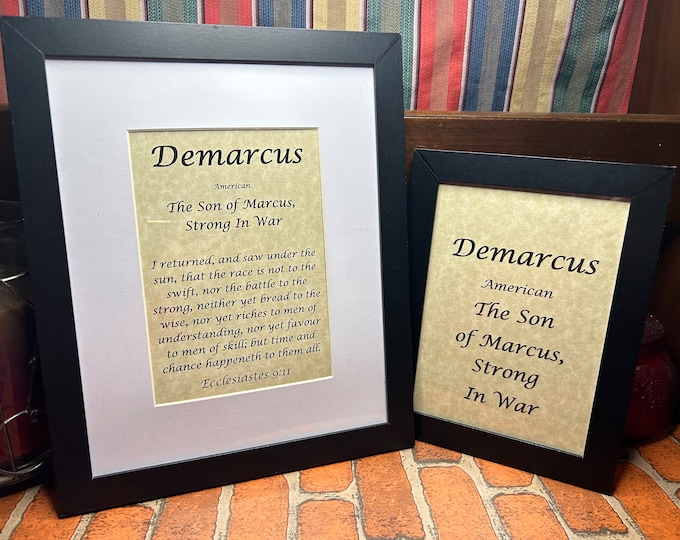 Demarcus
American
The Son of Marcus,
Strong In War
I returned, and saw under the
sun, that the race is not to the
swift, nor the battle to the
strong, neither yet bread to the
wise, nor yet riches to men of
understanding, nor yet favour
to men of skill; but time and
chance happeneth to them all.
Ecclesiastes 9:11
Demarcus
American
The Son
of Marcus,
Strong
In War